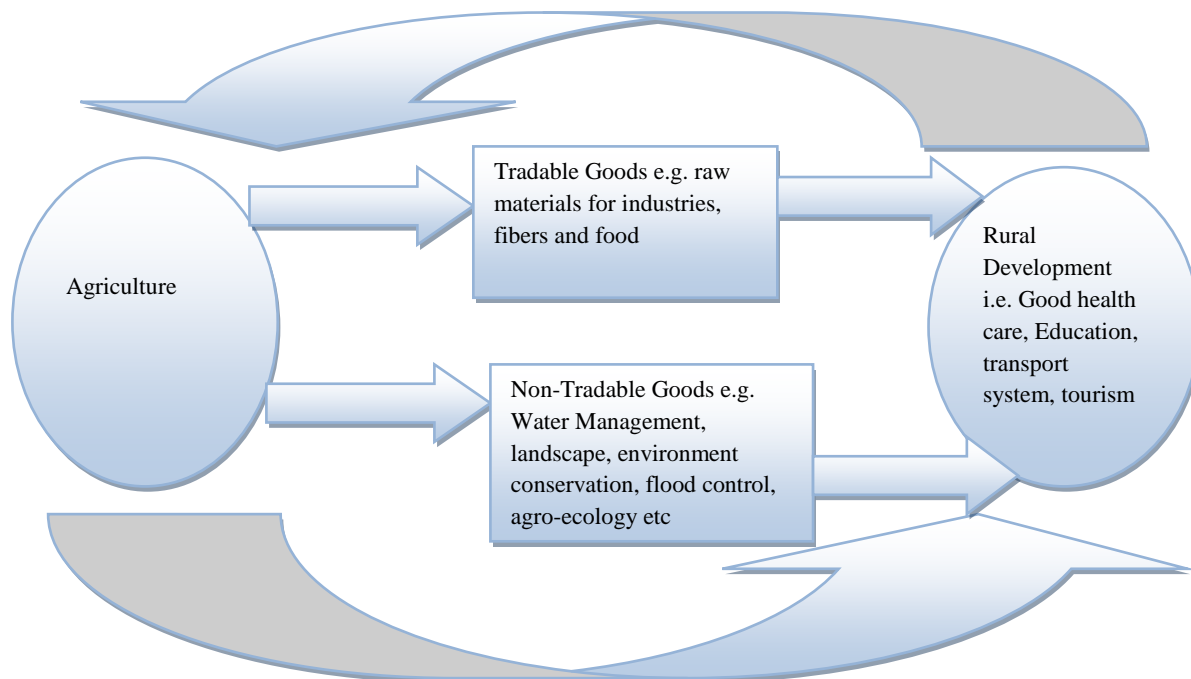 Agriculture
Tradable Goods e.g. raw
materials for industries,
fibers and food
Non-Tradable Goods e.g.
Water Management,
landscape, environment
conservation, flood control,
agro-ecology etc
Rural
Development
i.e. Good health
care, Education,
transport
system, tourism